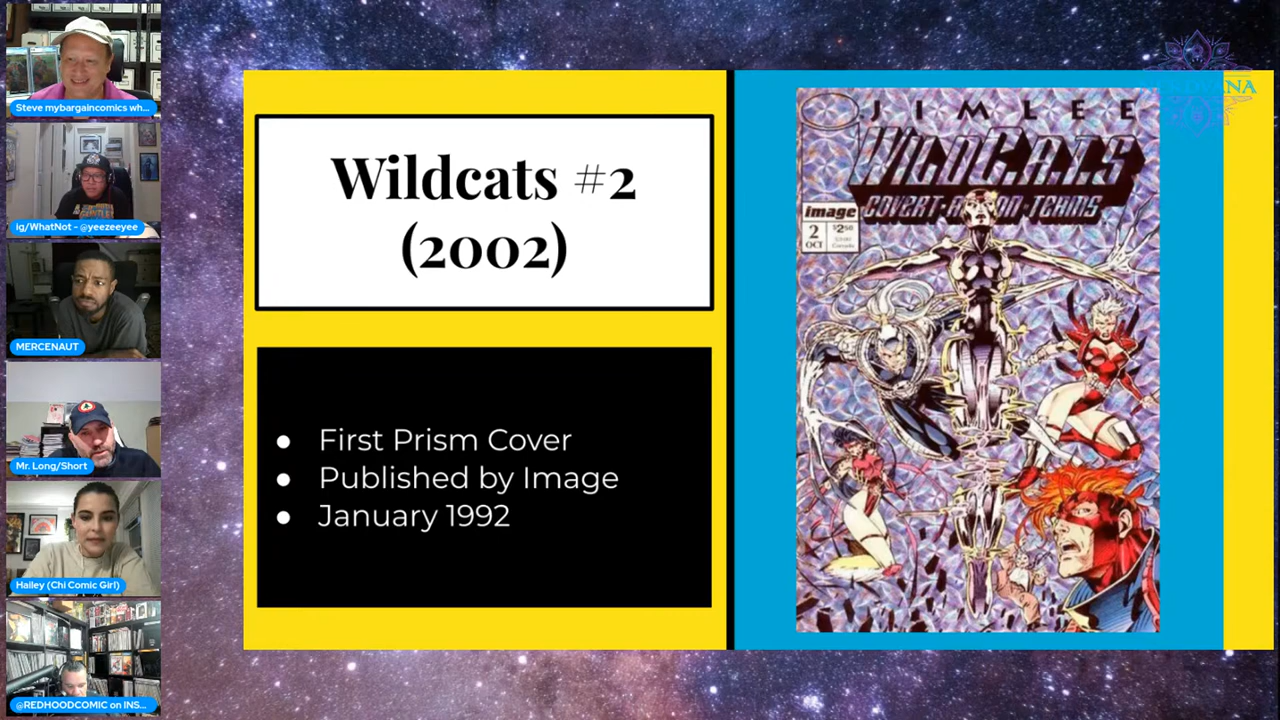 Steve mybargaincomics wh...
ig/WhatNot - @yeezeeyee
MERCENAUT
Mr. Long/Short
Hailey (Chi Comic Girl)
@REDHOODCOMIC on INS...
Wildcats #2
(2002)
● First Prism Cover
● Published by Image
● January 1992
JIM LEE
WILDC.A.T.S
COVERT-ACTION-TEAMS
image
2
OCT
$2.50